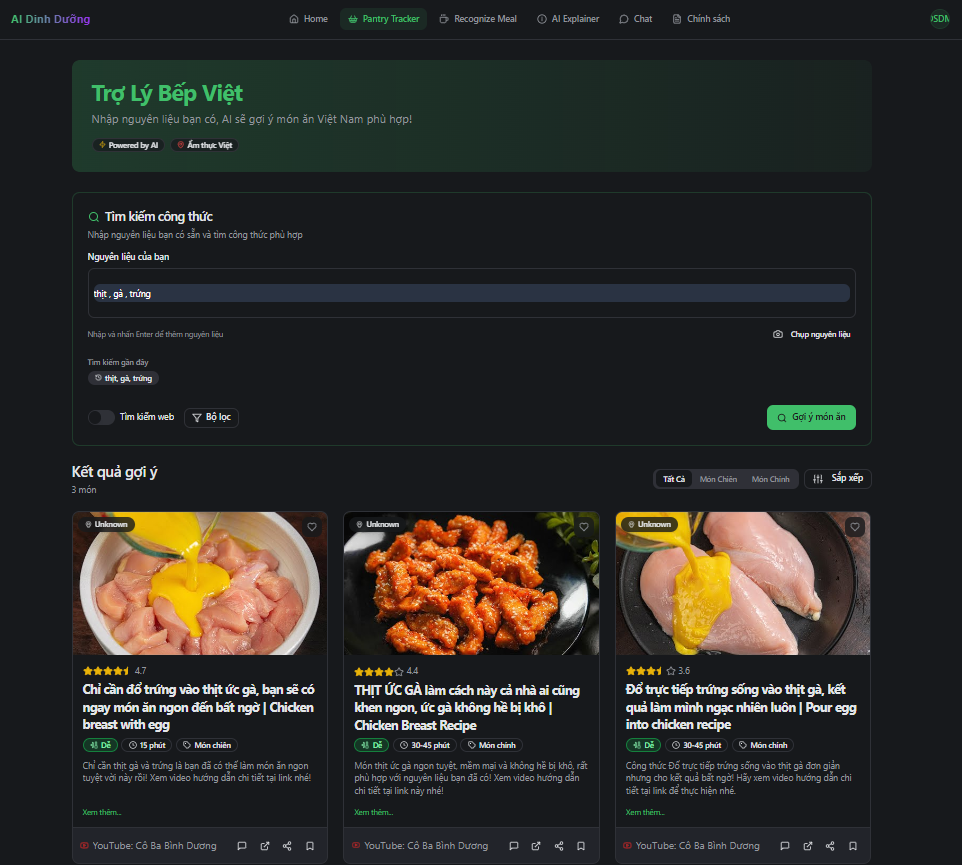 AI Dinh Dưỡng
Home
Pantry Tracker
Recognize Meal
AI Explainer
Chat
Chính sách
Trợ Lý Bếp Việt
Nhập nguyên liệu bạn có, AI sẽ gợi ý món ăn Việt Nam phù hợp!
Powered by AI
Ẩm thực Việt
Tìm kiếm công thức
Nhập nguyên liệu bạn có sẵn và tìm công thức phù hợp
Nguyên liệu của bạn
thịt , gà , trứng
Nhập và nhấn Enter để thêm nguyên liệu
Chụp nguyên liệu
Tìm kiếm gần đây
thịt, gà, trứng
Tìm kiếm web
Bộ lọc
Gợi ý món ăn
Kết quả gợi ý
3 món
Tất Cả
Món Chiên
Món Chính
Sắp xếp
Unknown
4.7
Chỉ cần đổ trứng vào thịt ức gà, bạn sẽ có
ngay món ăn ngon đến bất ngờ | Chicken
breast with egg
Dễ
15 phút
Món chiên
Chỉ cần thịt gà và trứng là bạn đã có thể làm món ăn ngon
tuyệt vời này rồi! Xem video hướng dẫn chi tiết tại link nhé!
Xem thêm...
YouTube: Cô Ba Bình Dương
Unknown
4.4
THỊT ỨC GÀ làm cách này cả nhà ai cũng
khen ngon, ức gà không hề bị khô |
Chicken Breast Recipe
Dễ
30-45 phút
Món chính
Món thịt ức gà ngon tuyệt, mềm mại và không hề bị khô, rất
phù hợp với nguyên liệu bạn đã có! Xem video hướng dẫn
chi tiết tại link này nhé!
Xem thêm...
YouTube: Cô Ba Bình Dương
Unknown
3.6
Đổ trực tiếp trứng sống vào thịt gà, kết
quả làm mình ngạc nhiên luôn | Pour egg
into chicken recipe
Dễ
30-45 phút
Món chính
Công thức Đổ trực tiếp trứng sống vào thịt gà đơn giản
nhưng cho kết quả bất ngờ! Hãy xem video hướng dẫn chi
tiết tại link để thực hiện nhé.
Xem thêm...
YouTube: Cô Ba Bình Dương